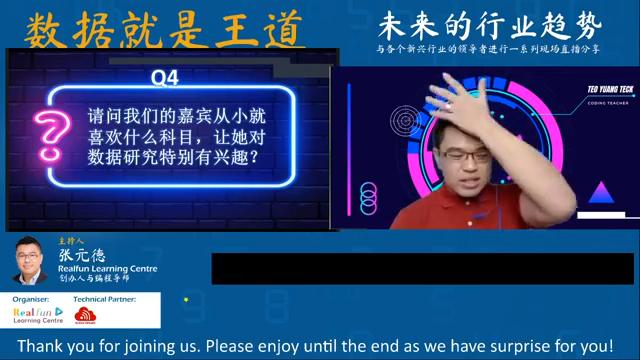 数据就是王道
未来的行业趋势
与各个新兴行业的领导者进行一系列现场直播分享
Q4
请问我们的嘉宾从小就
喜欢什么科目，让她对
数据研究特别有兴趣？
TEO YUANG TECK
CODING TEACHER
主持人
张元德
Realfun Learning Centre
创办人与编程导师
Organiser:
Technical Partner:
Realfun
Learning Centre
Thank you for joining us. Please enjoy until the end as we have surprise for you!